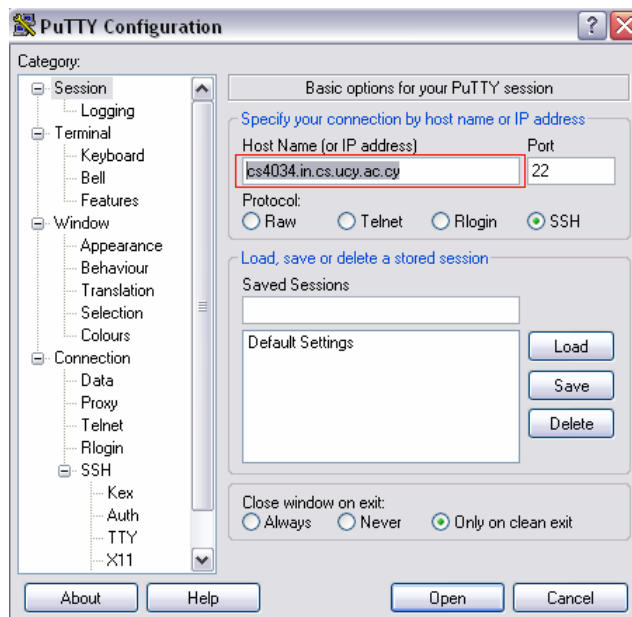 PuTTY Configuration
Category:
Session
Logging
Terminal
Keyboard
Bell
Features
Window
Appearance
Behaviour
Translation
Selection
Colours
Connection
Data
Proxy
Telnet
Rlogin
SSH
Kex
Auth
TTY
X11
Basic options for your PuTTY session
Specify your connection by host name or IP address
Host Name (or IP address) Port
cs4034.in.cs.ucy.ac.cy 22
Protocol:
Raw Telnet Rlogin SSH
Load, save or delete a stored session
Saved Sessions
Default Settings
Load
Save
Delete
Close window on exit:
Always Never Only on clean exit
About Help Open Cancel